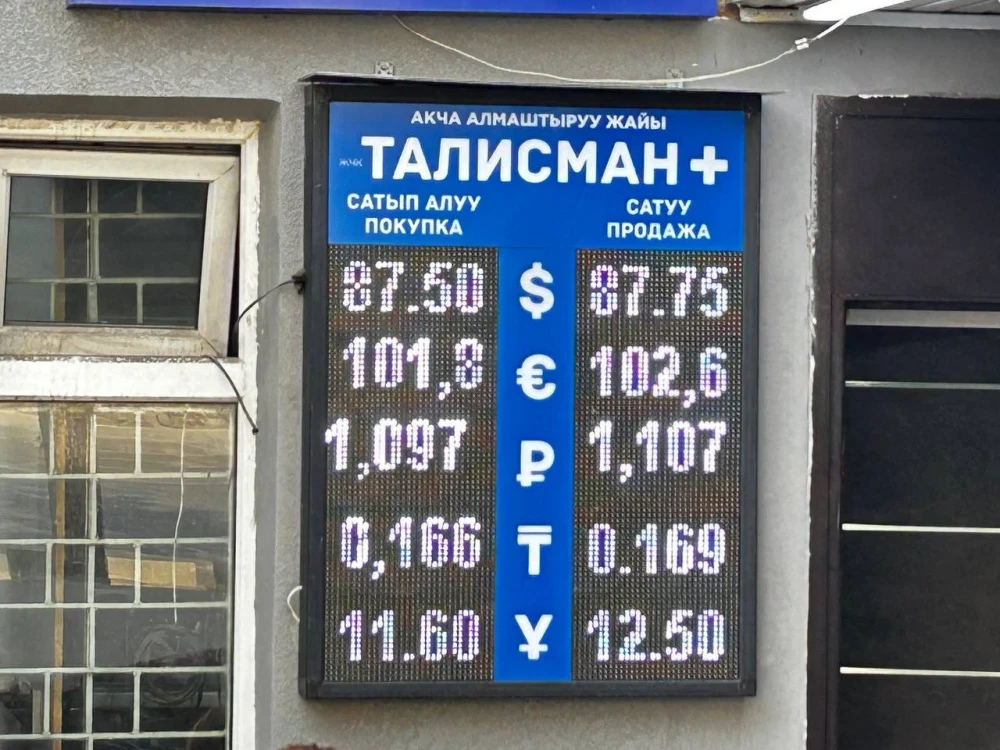 АКЧА АЛМАШТЫРУУ ЖАЙЫ
ЖЧК ТАЛИСМАН+
САТЫП АЛУУ САТУУ
ПОКУПКА ПРОДАЖА
87.50 $ 87.75
101,8 € 102,6
1,097 ₽ 1,107
0,166 ₸ 0.169
11.60 ¥ 12.50